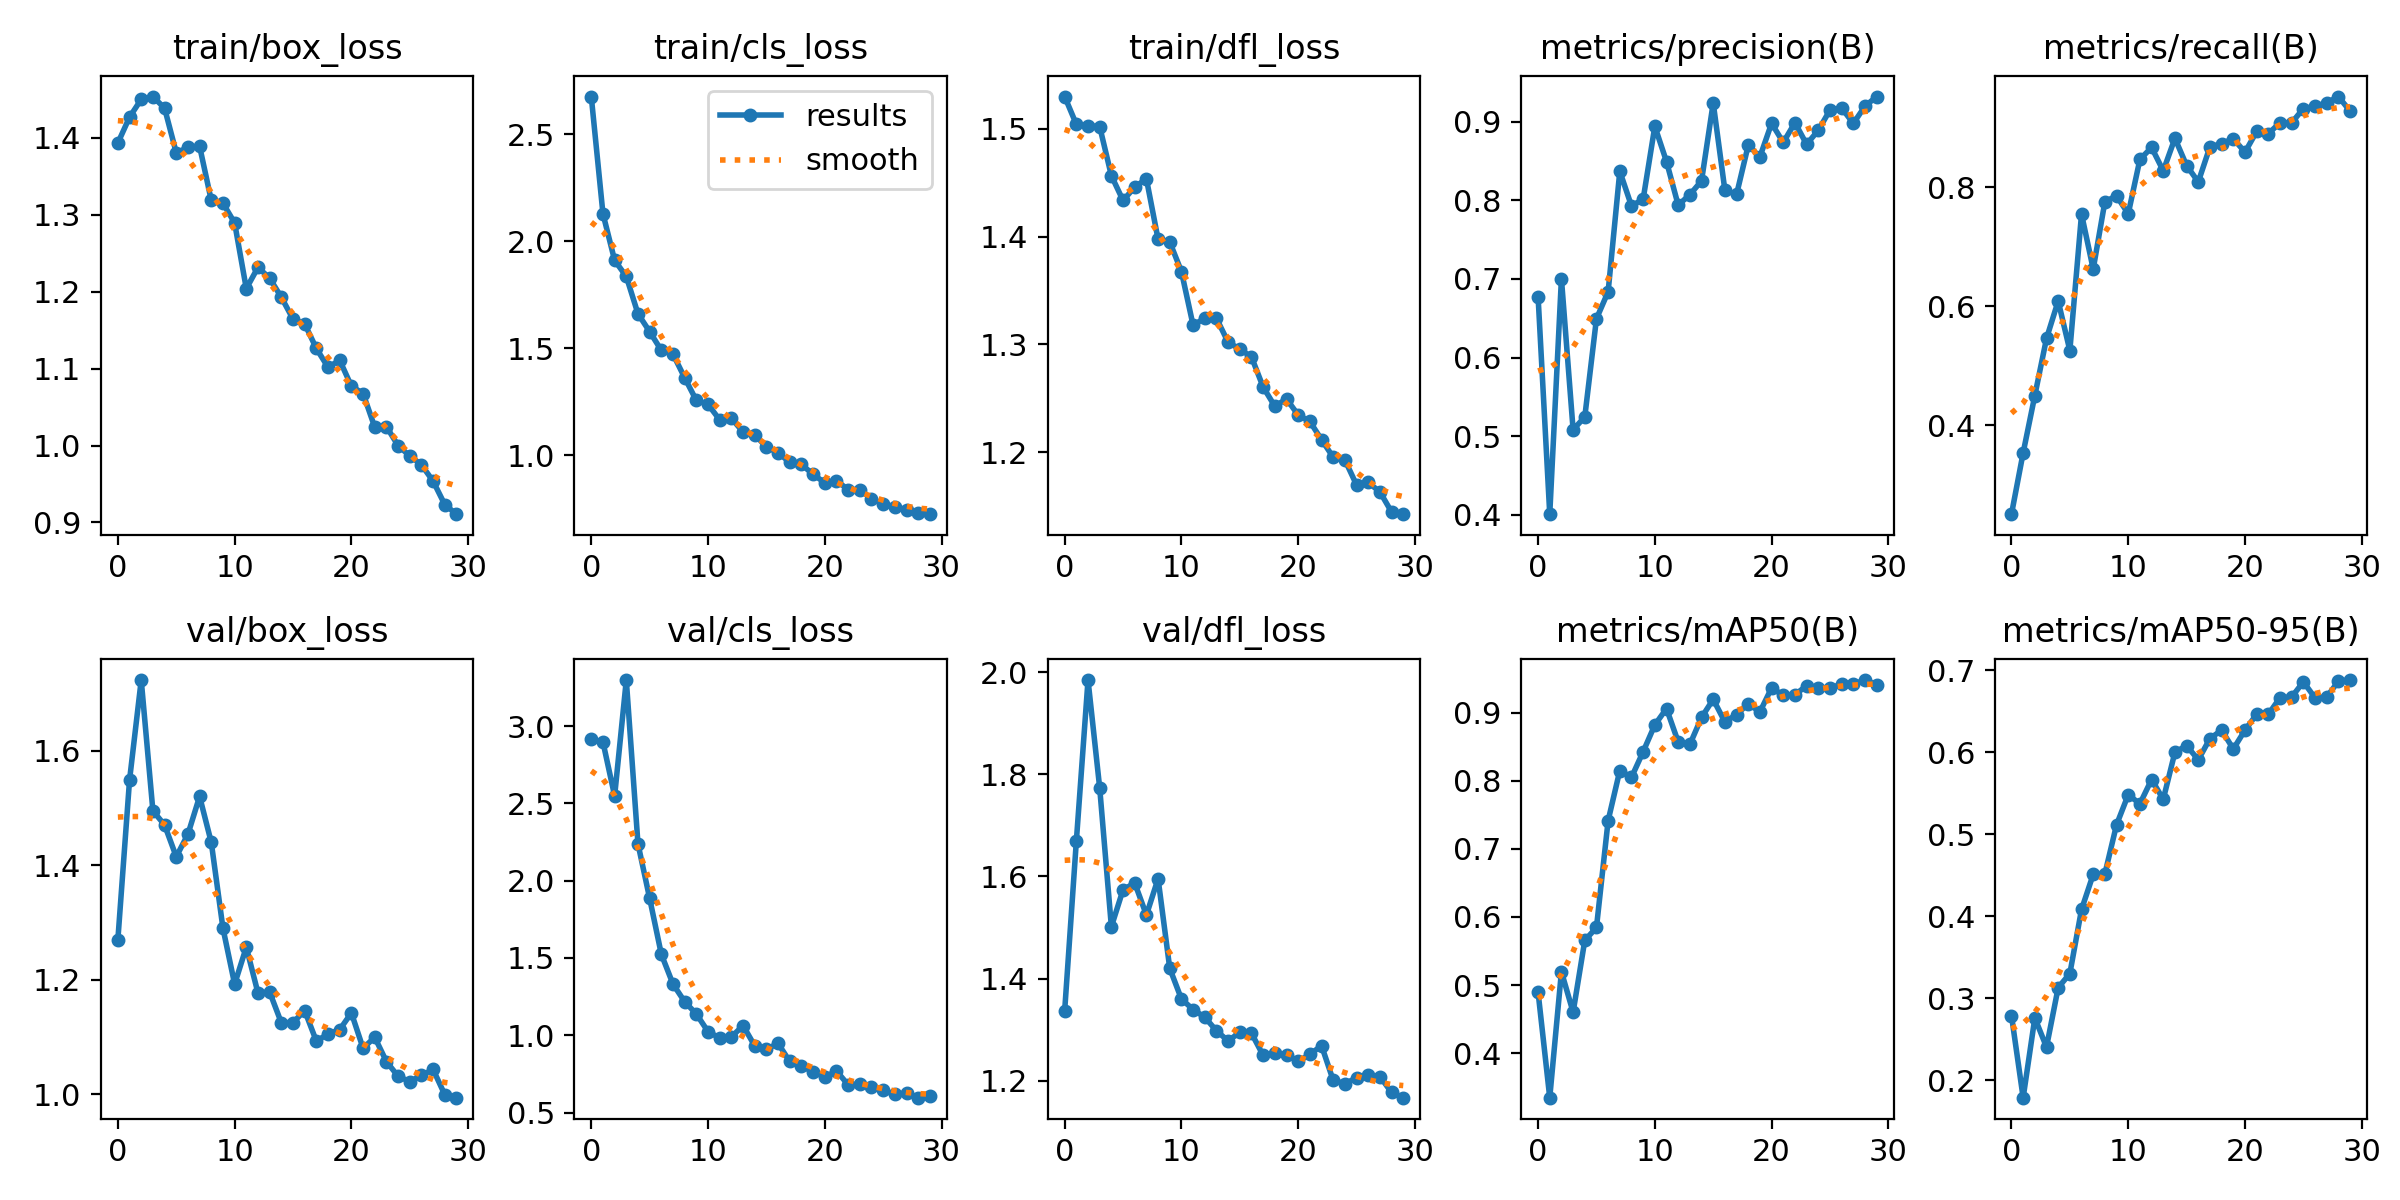 train/box_loss
1.4
1.3
1.2
1.1
1.0
0.9
0 10 20 30
train/cls_loss
results
smooth
2.5
2.0
1.5
1.0
0 10 20 30
train/dfl_loss
1.5
1.4
1.3
1.2
0 10 20 30
metrics/precision(B)
0.9
0.8
0.7
0.6
0.5
0.4
0 10 20 30
metrics/recall(B)
0.8
0.6
0.4
0 10 20 30
val/box_loss
1.6
1.4
1.2
1.0
0 10 20 30
val/cls_loss
3.0
2.5
2.0
1.5
1.0
0.5
0 10 20 30
val/dfl_loss
2.0
1.8
1.6
1.4
1.2
0 10 20 30
metrics/mAP50(B)
0.9
0.8
0.7
0.6
0.5
0.4
0 10 20 30
metrics/mAP50-95(B)
0.7
0.6
0.5
0.4
0.3
0.2
0 10 20 30